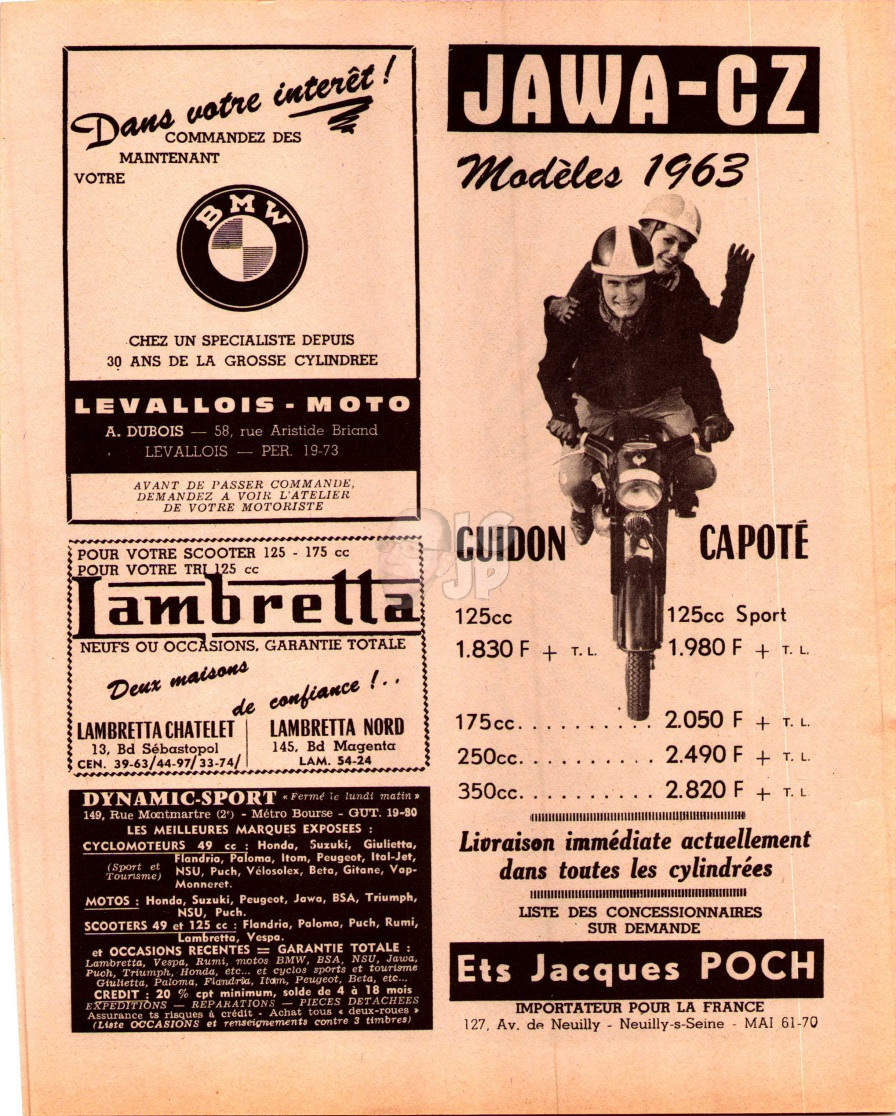 Dans votre interêt !
COMMANDEZ DES
MAINTENANT
VOTRE
BMW
CHEZ UN SPECIALISTE DEPUIS
30 ANS DE LA GROSSE CYLINDREE
LEVALLOIS - MOTO
A. DUBOIS — 58, rue Aristide Briand
LEVALLOIS — PER. 19-73
AVANT DE PASSER COMMANDE,
DEMANDEZ A VOIR L'ATELIER
DE VOTRE MOTORISTE
POUR VOTRE SCOOTER 125 - 175 cc
POUR VOTRE TRI 125 cc
Lambretta
NEUFS OU OCCASIONS, GARANTIE TOTALE
Deux maisons
de confiance !..
LAMBRETTA CHATELET
13, Bd Sébastopol
CEN. 39-63/44-97/33-74/
LAMBRETTA NORD
145, Bd Magenta
LAM. 54-24
DYNAMIC-SPORT « Fermé le lundi matin »
149, Rue Montmartre (2e) - Métro Bourse - GUT. 19-80
LES MEILLEURES MARQUES EXPOSEES :
CYCLOMOTEURS 49 cc : Honda, Suzuki, Giulietta,
(Sport et Tourisme) Flandria, Paloma, Itom, Peugeot, Ital-Jet,
NSU, Puch, Vélosolex, Beta, Gitane, Vap-
Monneret.
MOTOS : Honda, Suzuki, Peugeot, Jawa, BSA, Triumph,
NSU, Puch.
SCOOTERS 49 et 125 cc : Flandria, Paloma, Puch, Rumi,
Lambretta, Vespa.
et OCCASIONS RECENTES = GARANTIE TOTALE :
Lambretta, Vespa, Rumi, motos BMW, BSA, NSU, Jawa,
Puch, Triumph, Honda, etc... et cyclos sports et tourisme
Giulietta, Paloma, Flandria, Itom, Peugeot, Beta, etc...
CREDIT : 20 % cpt minimum, solde de 4 à 18 mois
EXPEDITIONS — REPARATIONS — PIECES DETACHEES
Assurance ts risques à crédit - Achat tous « deux-roues »
(Liste OCCASIONS et renseignements contre 3 timbres)
JAWA-CZ
Modèles 1963
GUIDON CAPOTÉ
125cc 125cc Sport
1.830 F + T. L. 1.980 F + T. L.
175cc.......... 2.050 F + T. L.
250cc.......... 2.490 F + T. L.
350cc.......... 2.820 F + T. L.
Livraison immédiate actuellement
dans toutes les cylindrées
LISTE DES CONCESSIONNAIRES
SUR DEMANDE
Ets Jacques POCH
IMPORTATEUR POUR LA FRANCE
127, Av. de Neuilly - Neuilly-s-Seine - MAI 61-70
JP